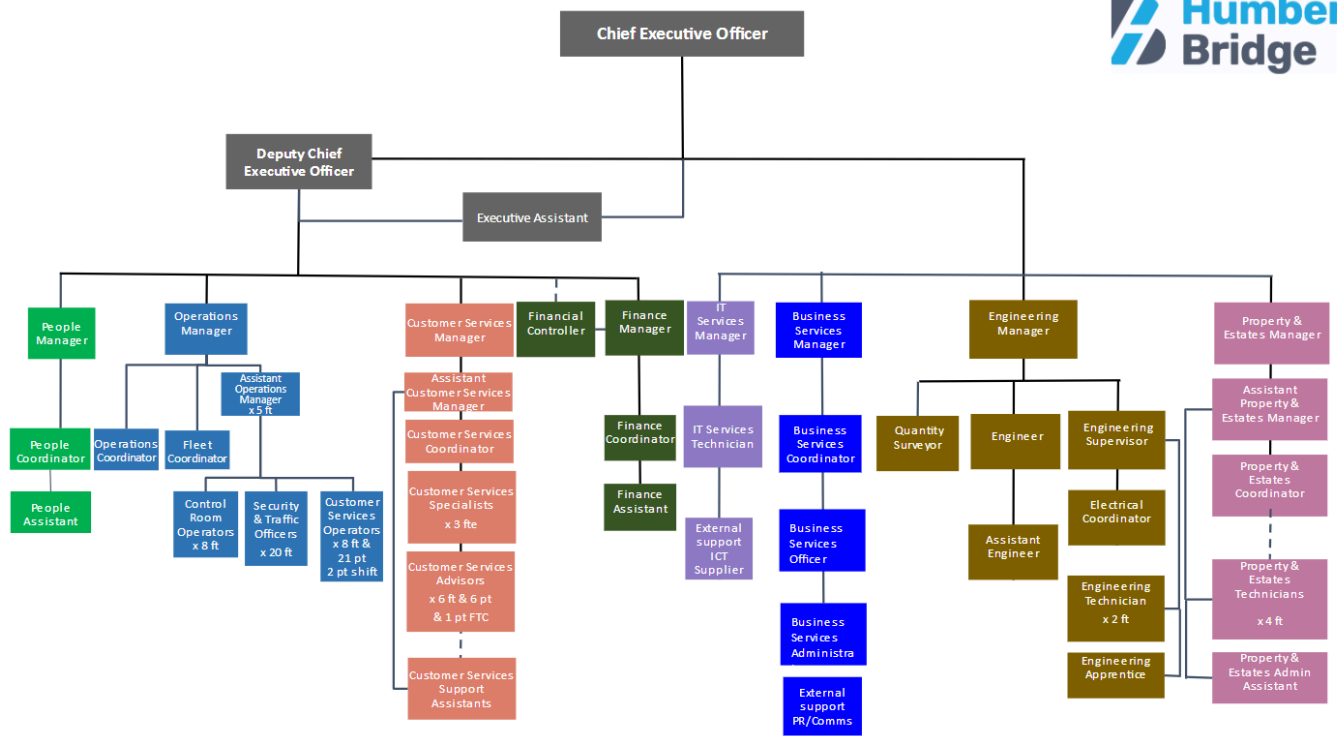 Humber
Bridge
Chief Executive Officer
Deputy Chief
Executive Officer
Executive Assistant
People
Manager
Operations
Manager
Customer Services
Manager
Financial
Controller
Finance
Manager
IT
Services
Manager
Business
Services
Manager
Engineering
Manager
Property &
Estates Manager
Assistant
Operations
Manager
x 5 ft
Assistant
Customer Services
Manager
Assistant
Property &
Estates Manager
People
Coordinator
Operations
Coordinator
Fleet
Coordinator
Customer Services
Coordinator
Finance
Coordinator
IT Services
Technician
Business
Services
Coordinator
Quantity
Surveyor
Engineer
Engineering
Supervisor
Property &
Estates
Coordinator
People
Assistant
Control
Room
Operators
x 8 ft
Security
& Traffic
Officers
x 20 ft
Customer
Services
Operators
x 8 ft &
21 pt
2 pt shift
Customer Services
Specialists
x 3 fte
Finance
Assistant
External
support
ICT
Supplier
Business
Services
Officer
Assistant
Engineer
Electrical
Coordinator
Customer Services
Advisors
x 6 ft & 6 pt
& 1 pt FTC
Engineering
Technician
x 2 ft
Property &
Estates
Technicians
x 4 ft
Business
Services
Administra
Customer Services
Support
Assistants
Engineering
Apprentice
Property &
Estates Admin
Assistant
External
support
PR/Comms